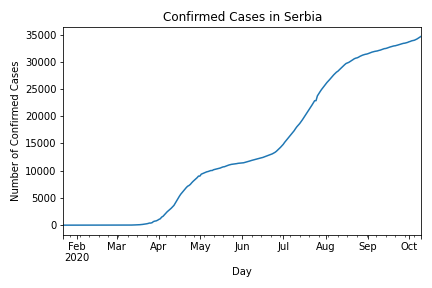 Confirmed Cases in Serbia
Number of Confirmed Cases
35000
30000
25000
20000
15000
10000
5000
0
Feb Mar Apr May Jun Jul Aug Sep Oct
2020
Day